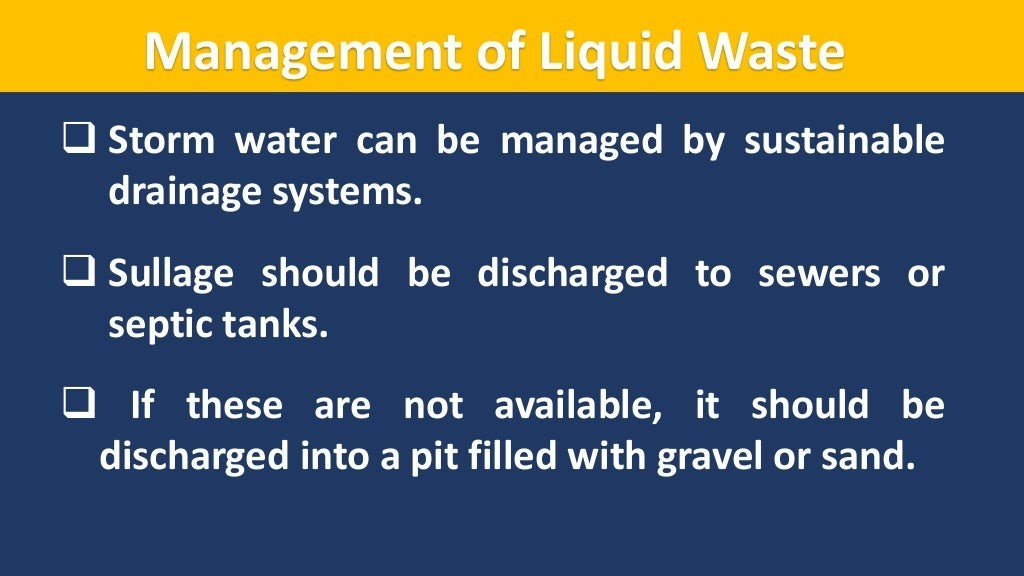 Management of Liquid Waste
❑ Storm water can be managed by sustainable
drainage systems.
❑ Sullage should be discharged to sewers or
septic tanks.
❑ If these are not available, it should be
discharged into a pit filled with gravel or sand.